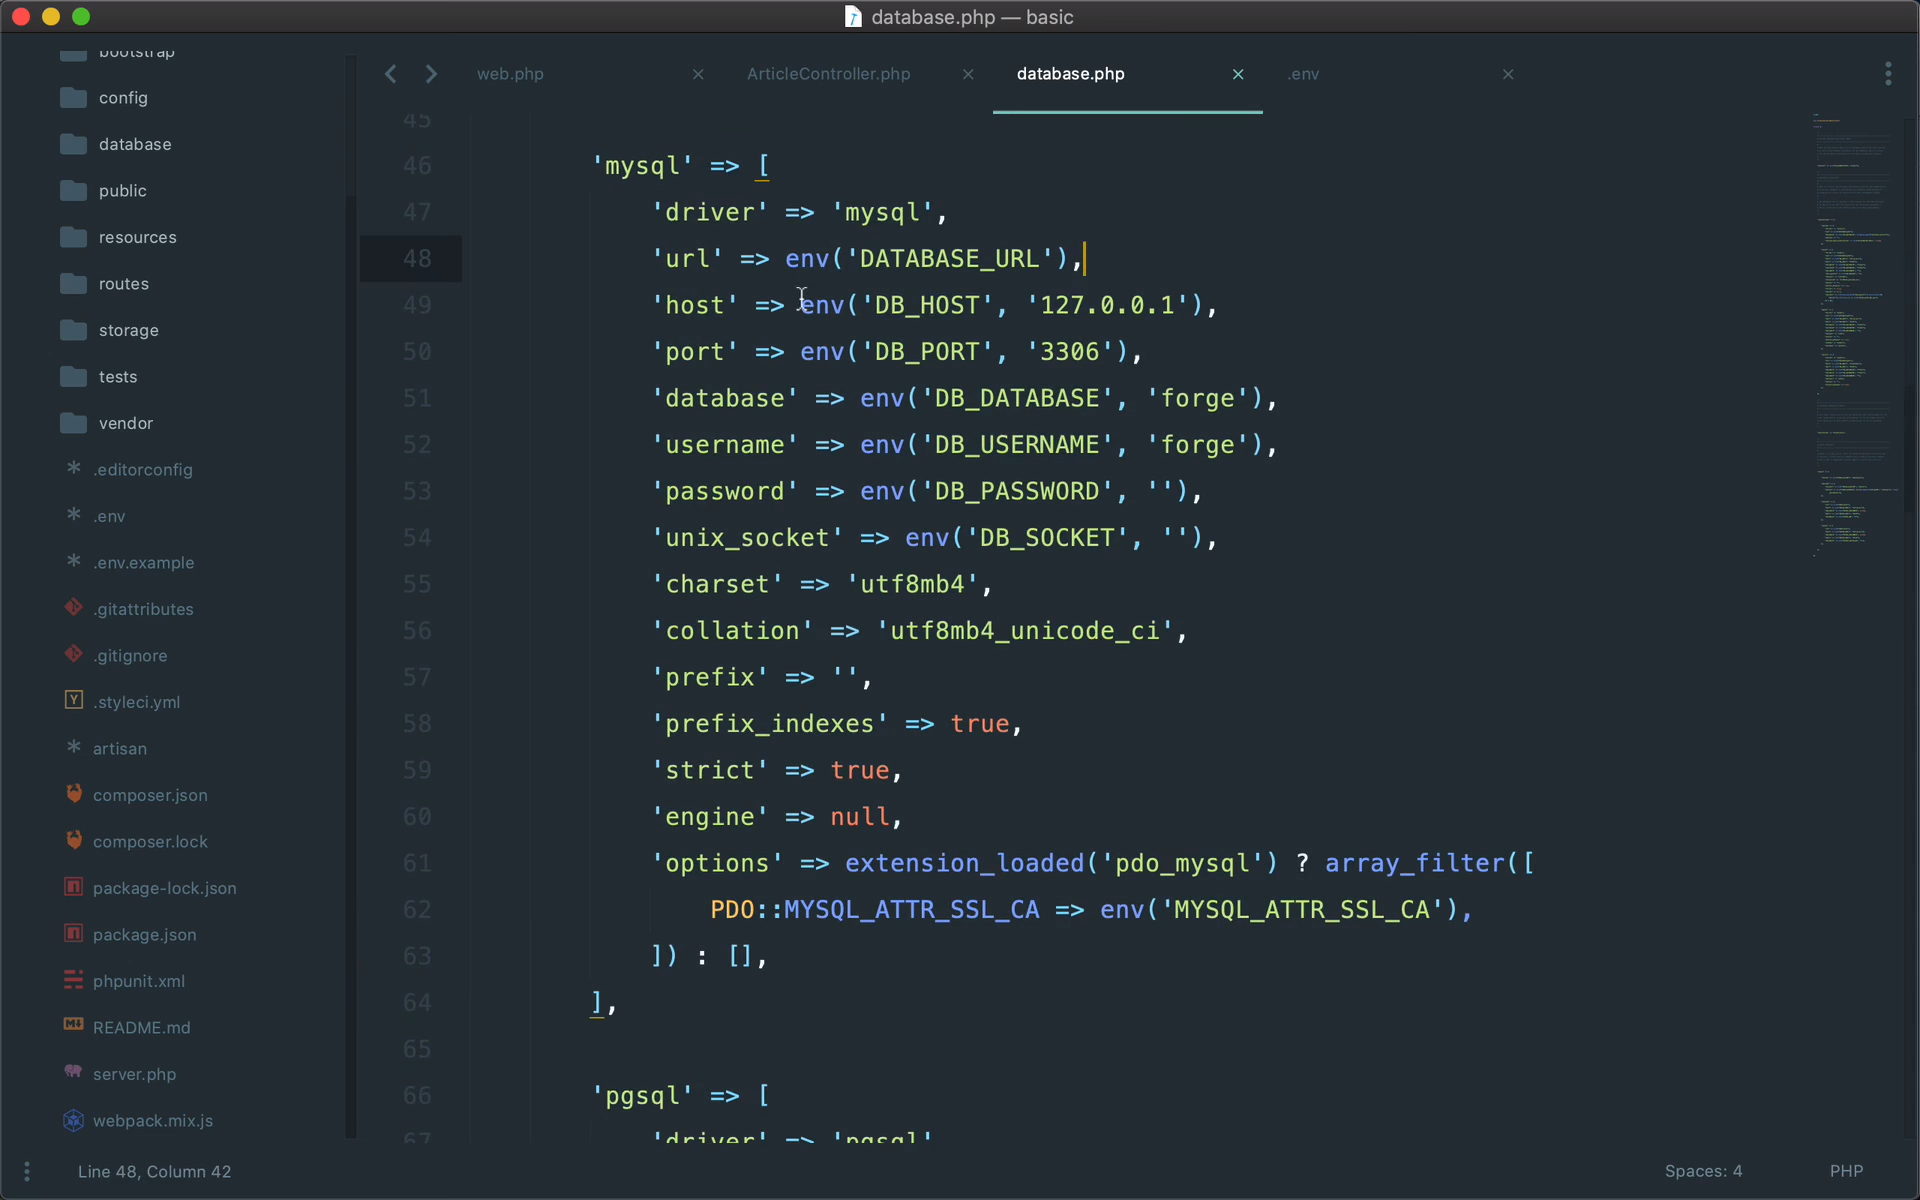 database.php — basic
bootstrap
config
database
public
resources
routes
storage
tests
vendor
.editorconfig
.env
.env.example
.gitattributes
.gitignore
.styleci.yml
artisan
composer.json
composer.lock
package-lock.json
package.json
phpunit.xml
README.md
server.php
webpack.mix.js
web.php
ArticleController.php
database.php
.env
45
46 'mysql' => [
47 'driver' => 'mysql',
48 'url' => env('DATABASE_URL'),
49 'host' => env('DB_HOST', '127.0.0.1'),
50 'port' => env('DB_PORT', '3306'),
51 'database' => env('DB_DATABASE', 'forge'),
52 'username' => env('DB_USERNAME', 'forge'),
53 'password' => env('DB_PASSWORD', ''),
54 'unix_socket' => env('DB_SOCKET', ''),
55 'charset' => 'utf8mb4',
56 'collation' => 'utf8mb4_unicode_ci',
57 'prefix' => '',
58 'prefix_indexes' => true,
59 'strict' => true,
60 'engine' => null,
61 'options' => extension_loaded('pdo_mysql') ? array_filter([
62 PDO::MYSQL_ATTR_SSL_CA => env('MYSQL_ATTR_SSL_CA'),
63 ]) : [],
64 ],
65
66 'pgsql' => [
67 'driver' => 'pgsql'
Line 48, Column 42
Spaces: 4
PHP